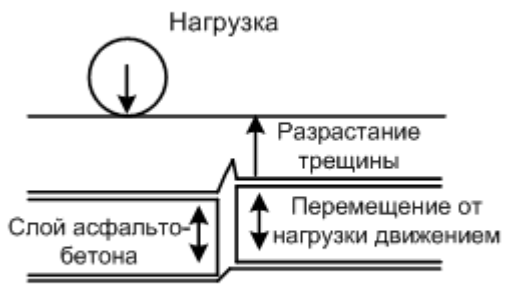 Нагрузка
Разрастание
трещины
Слой асфальто-
бетона
Перемещение от
нагрузки движением